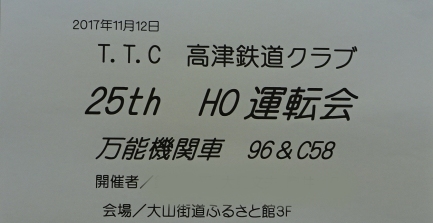 2017年11月12日
T.T.C 高津鉄道クラブ
25th HO運転会
万能機関車 96&C58
開催者/
会場/大山街道ふるさと館3F